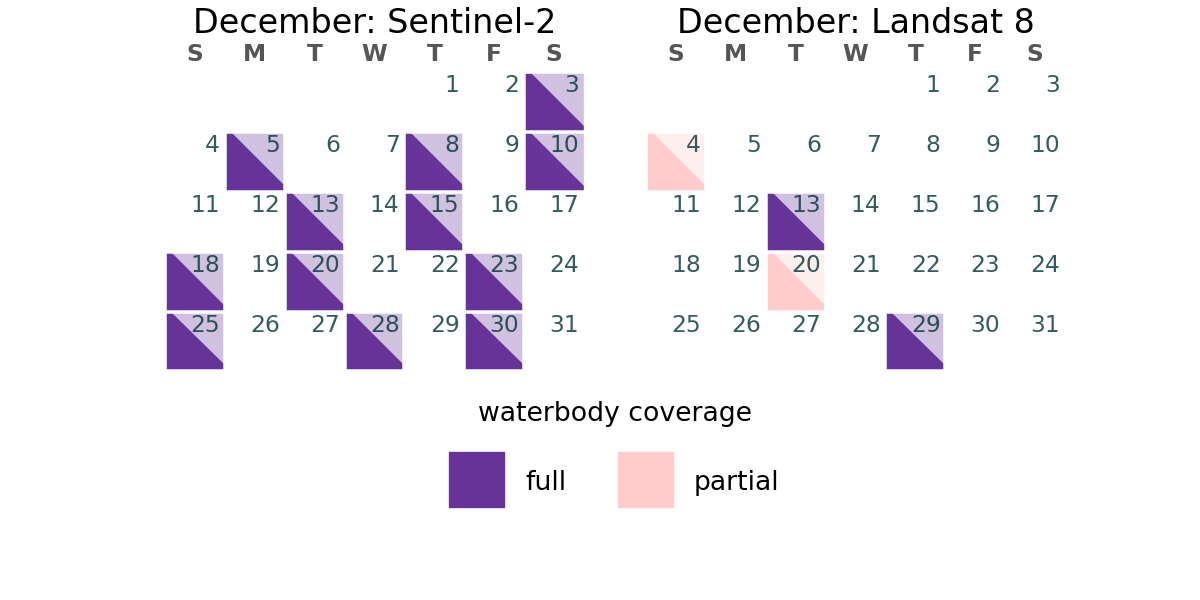 December: Sentinel-2
S M T W T F S
1 2 3
4 5 6 7 8 9 10
11 12 13 14 15 16 17
18 19 20 21 22 23 24
25 26 27 28 29 30 31
December: Landsat 8
S M T W T F S
1 2 3
4 5 6 7 8 9 10
11 12 13 14 15 16 17
18 19 20 21 22 23 24
25 26 27 28 29 30 31
waterbody coverage
full
partial